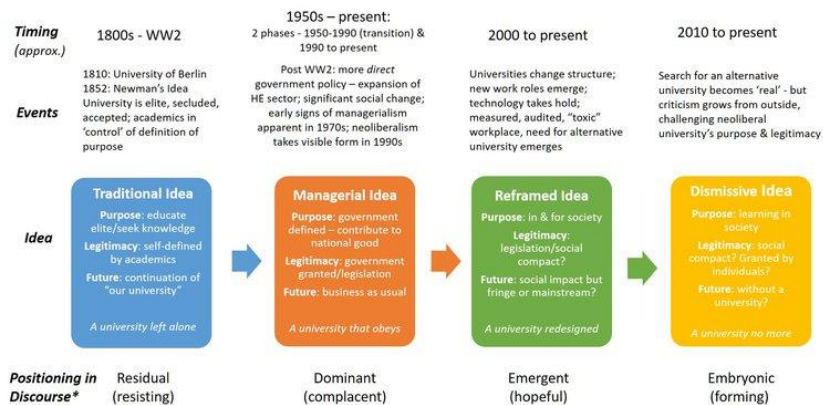 Timing
(approx.)
1800s - WW2
1950s – present:
2 phases - 1950-1990 (transition) &
1990 to present
2000 to present
2010 to present
Events
1810: University of Berlin
1852: Newman's Idea
University is elite, secluded,
accepted; academics in
'control' of definition of
purpose
Post WW2: more direct
government policy – expansion of
HE sector; significant social change;
early signs of managerialism
apparent in 1970s; neoliberalism
takes visible form in 1990s
Universities change structure;
new work roles emerge;
technology takes hold;
measured, audited, "toxic"
workplace, need for alternative
university emerges
Search for an alternative
university becomes 'real' - but
criticism grows from outside,
challenging neoliberal
university's purpose & legitimacy
Idea
Traditional Idea
Purpose: educate
elite/seek knowledge
Legitimacy: self-defined
by academics
Future: continuation of
"our university"
A university left alone
Managerial Idea
Purpose: government
defined – contribute to
national good
Legitimacy: government
granted/legislation
Future: business as usual
A university that obeys
Reframed Idea
Purpose: in & for society
Legitimacy:
legislation/social
compact?
Future: social impact but
fringe or mainstream?
A university redesigned
Dismissive Idea
Purpose: learning in
society
Legitimacy: social
compact? Granted by
individuals?
Future: without a
university?
A university no more
Positioning in
Discourse*
Residual
(resisting)
Dominant
(complacent)
Emergent
(hopeful)
Embryonic
(forming)